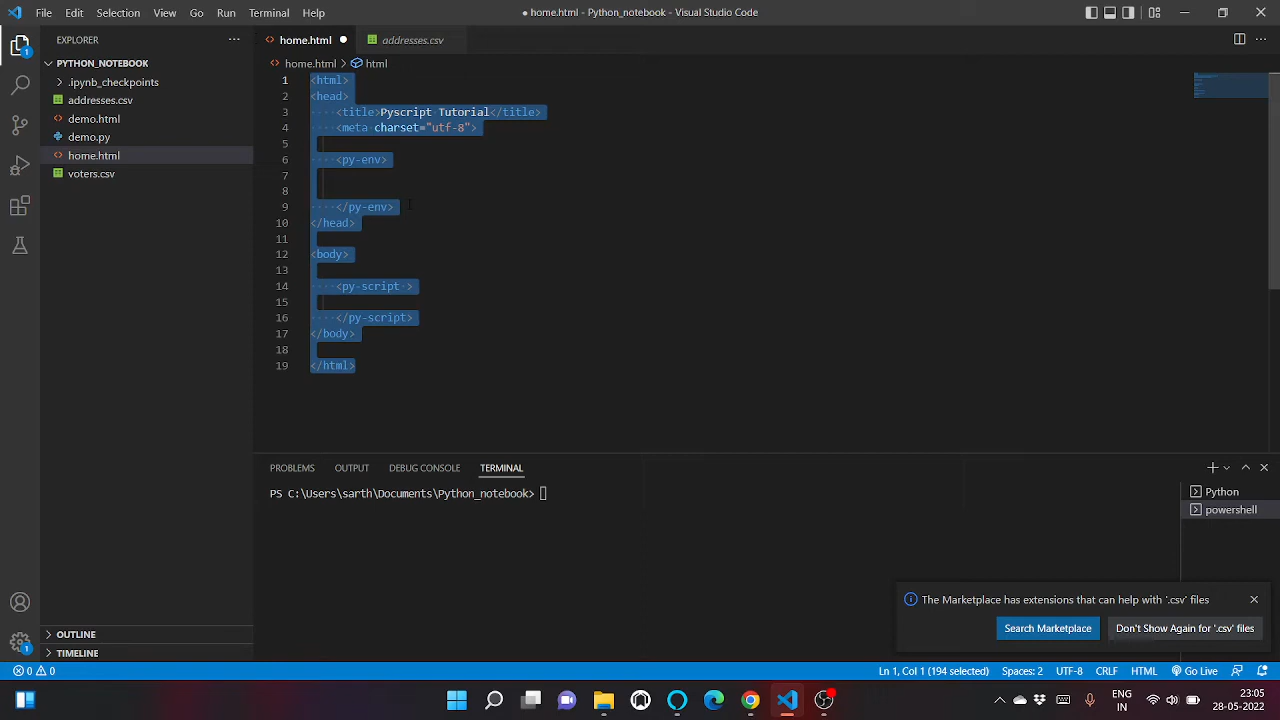 File Edit Selection View Go Run Terminal Help
● home.html - Python_notebook - Visual Studio Code
EXPLORER ...
home.html ●
addresses.csv
PYTHON_NOTEBOOK
.ipynb_checkpoints
addresses.csv
demo.html
demo.py
home.html
voters.csv
OUTLINE
TIMELINE
1
1
home.html > html
1 <html>
2 <head>
3 ····<title>Pyscript Tutorial</title>
4 ····<meta charset="utf-8">
5
6 ····<py-env>
7
8
9 ····</py-env>
10 </head>
11
12 <body>
13
14 ····<py-script·>
15
16 ····</py-script>
17 </body>
18
19 </html>
PROBLEMS OUTPUT DEBUG CONSOLE TERMINAL
PS C:\Users\sarth\Documents\Python_notebook>
Python
powershell
The Marketplace has extensions that can help with '.csv' files
Search Marketplace Don't Show Again for '.csv' files
0 0 Ln 1, Col 1 (194 selected) Spaces: 2 UTF-8 CRLF HTML Go Live
ENG
IN
23:05
28-05-2022